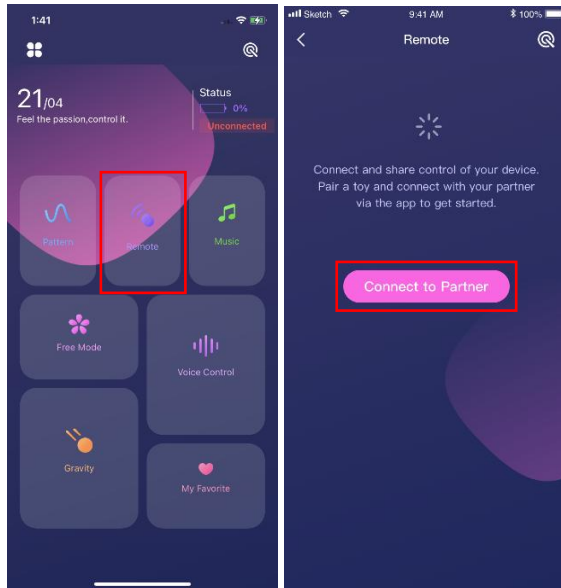 1:41
21/04
Feel the passion,control it.
Status
0%
Unconnected
Pattern
Remote
Music
Free Mode
Voice Control
Gravity
My Favorite
Sketch
9:41 AM
100%
Remote
Connect and share control of your device.
Pair a toy and connect with your partner
via the app to get started.
Connect to Partner